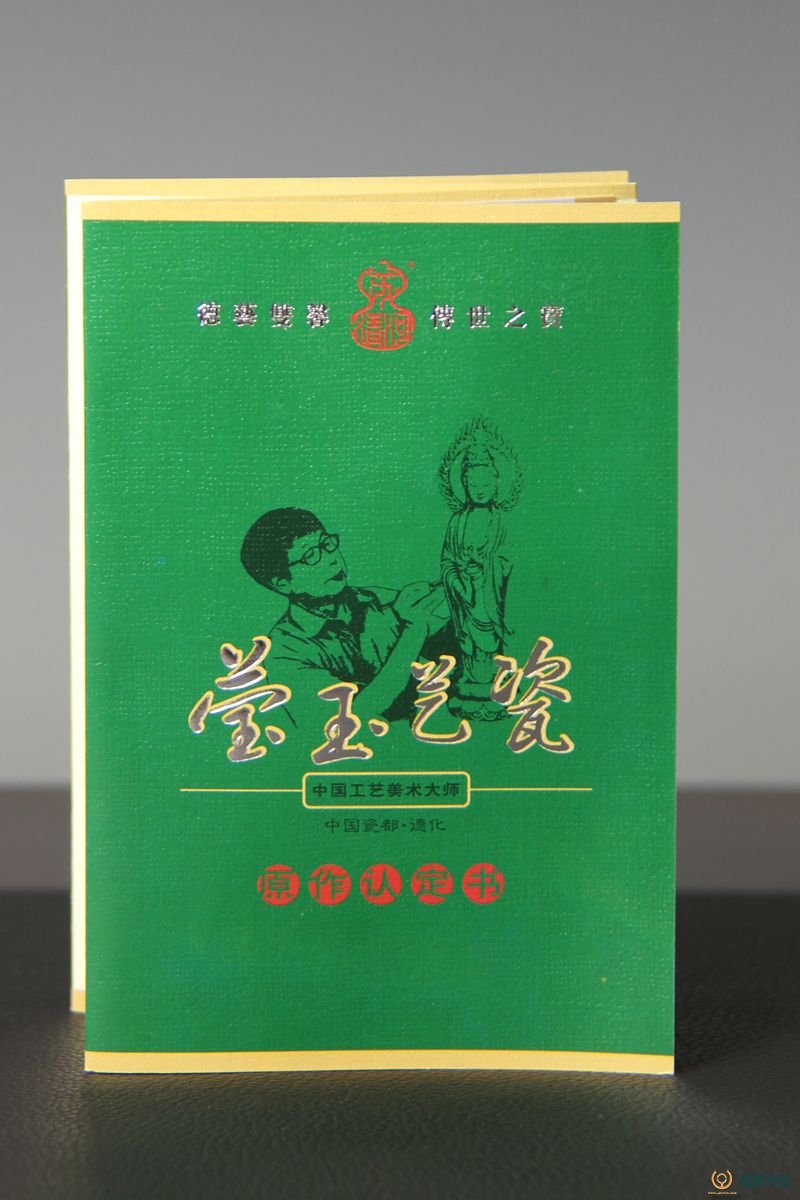 德藝雙馨 傳世之寶
莹玉艺瓷
中国工艺美术大师
中国瓷都·德化
原作认定书